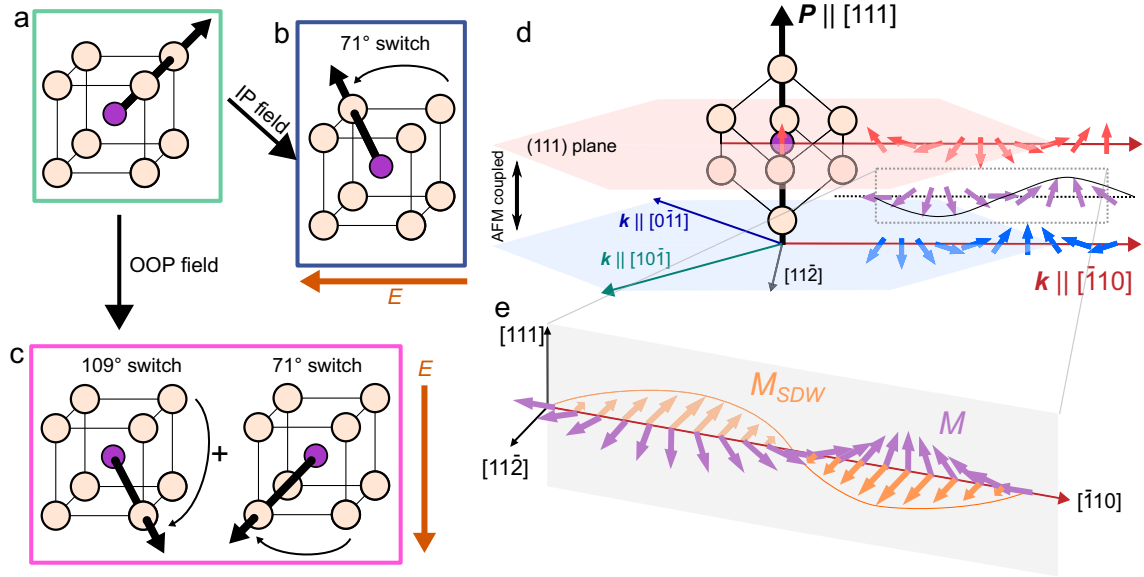 a
b
71° switch
IP field
E
OOP field
c
109° switch
71° switch
+
E
d
P || [111]
(111) plane
AFM coupled
k || [01̄1]
k || [101̄]
[112̄]
k || [1̄10]
e
[111]
M_SDW
M
[112̄]
[1̄10]